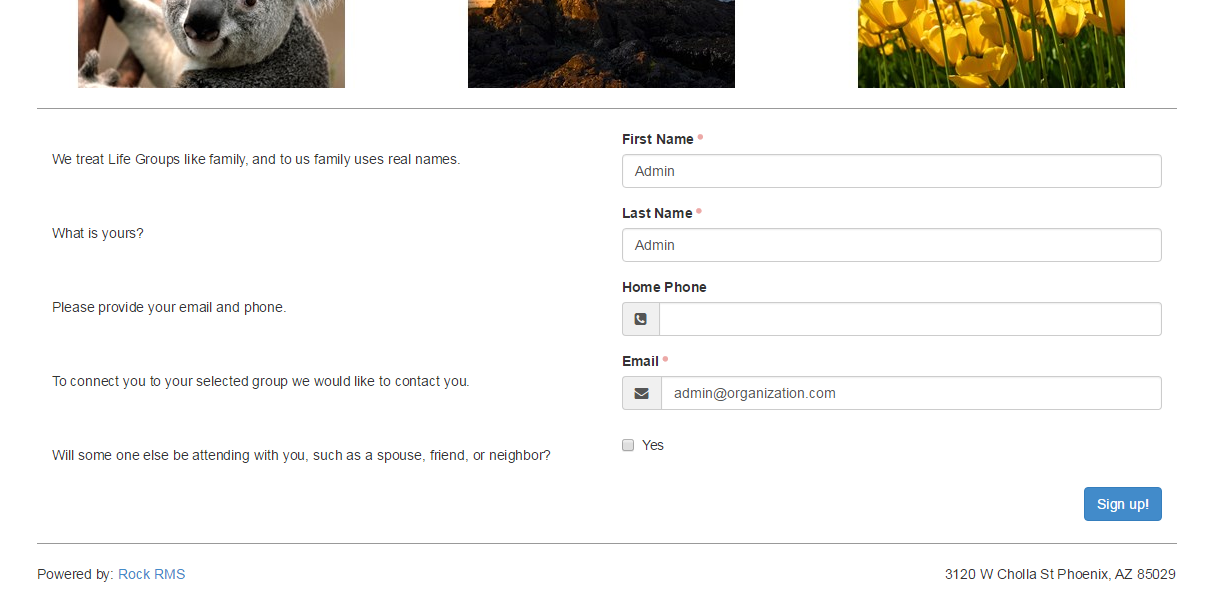 We treat Life Groups like family, and to us family uses real names.
First Name
Admin
What is yours?
Last Name
Admin
Please provide your email and phone.
Home Phone
To connect you to your selected group we would like to contact you.
Email
admin@organization.com
Will some one else be attending with you, such as a spouse, friend, or neighbor?
Yes
Sign up!
Powered by: Rock RMS
3120 W Cholla St Phoenix, AZ 85029